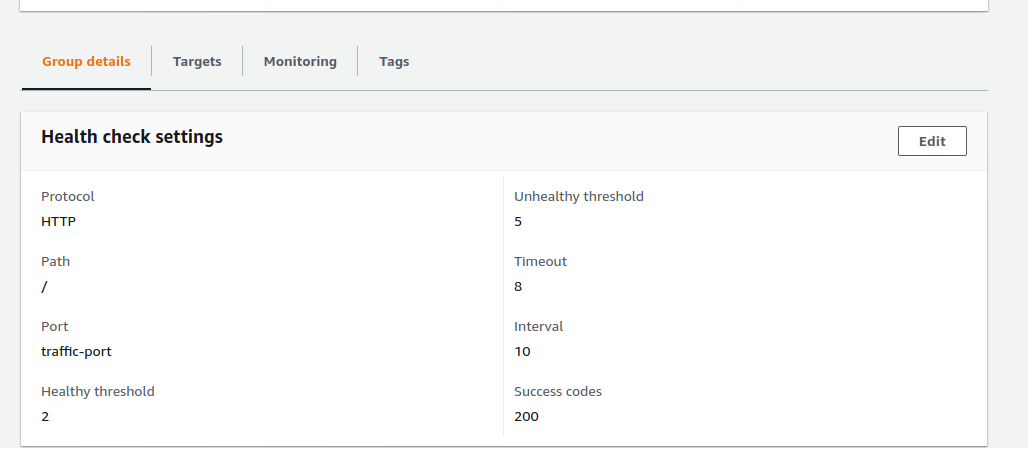 Group details
Targets
Monitoring
Tags
Health check settings
Edit
Protocol
HTTP
Path
/
Port
traffic-port
Healthy threshold
2
Unhealthy threshold
5
Timeout
8
Interval
10
Success codes
200